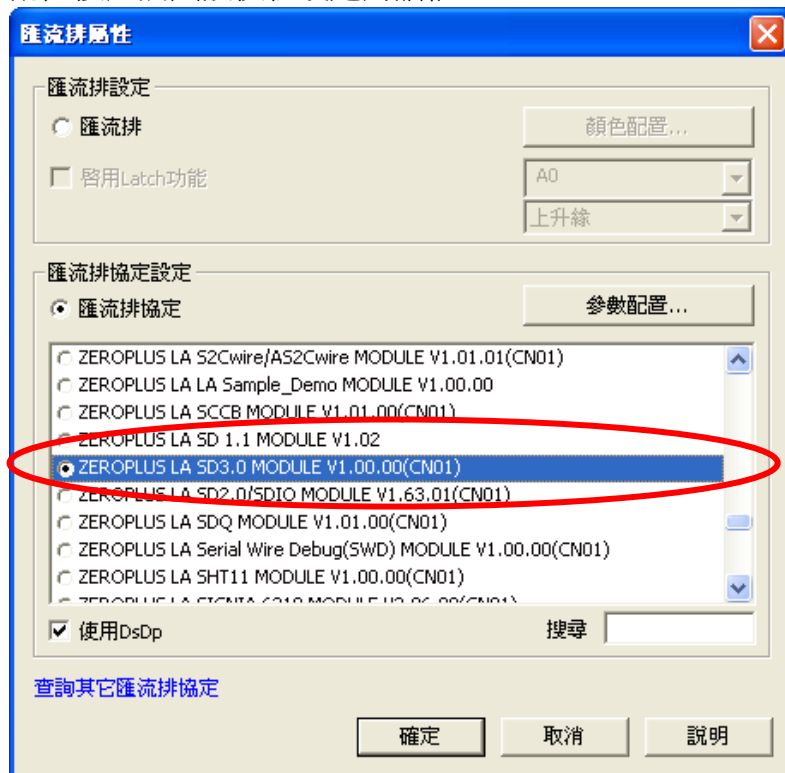 匯流排屬性
匯流排設定
匯流排
顏色配置...
啓用Latch功能
A0
上升緣
匯流排協定設定
匯流排協定
參數配置...
ZEROPLUS LA S2Cwire/AS2Cwire MODULE V1.01.01(CN01)
ZEROPLUS LA LA Sample_Demo MODULE V1.00.00
ZEROPLUS LA SCCB MODULE V1.01.00(CN01)
ZEROPLUS LA SD 1.1 MODULE V1.02
ZEROPLUS LA SD3.0 MODULE V1.00.00(CN01)
ZEROPLUS LA SD2.0/SDIO MODULE V1.63.01(CN01)
ZEROPLUS LA SDQ MODULE V1.01.00(CN01)
ZEROPLUS LA Serial Wire Debug(SWD) MODULE V1.00.00(CN01)
ZEROPLUS LA SHT11 MODULE V1.00.00(CN01)
使用DsDp
搜尋
查詢其它匯流排協定
確定
取消
説明